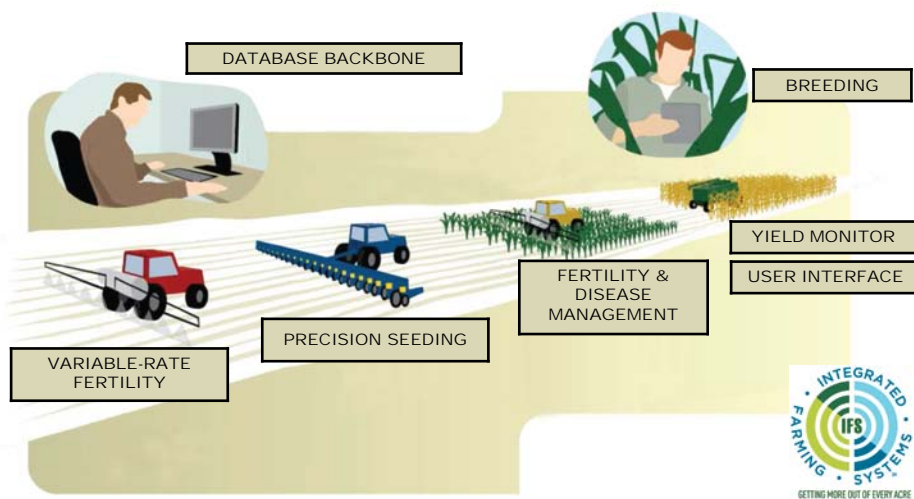 DATABASE BACKBONE
BREEDING
YIELD MONITOR
USER INTERFACE
FERTILITY &
DISEASE
MANAGEMENT
PRECISION SEEDING
VARIABLE-RATE
FERTILITY
INTEGRATED
FARMING
SYSTEMS
IFS
GETTING MORE OUT OF EVERY ACRE